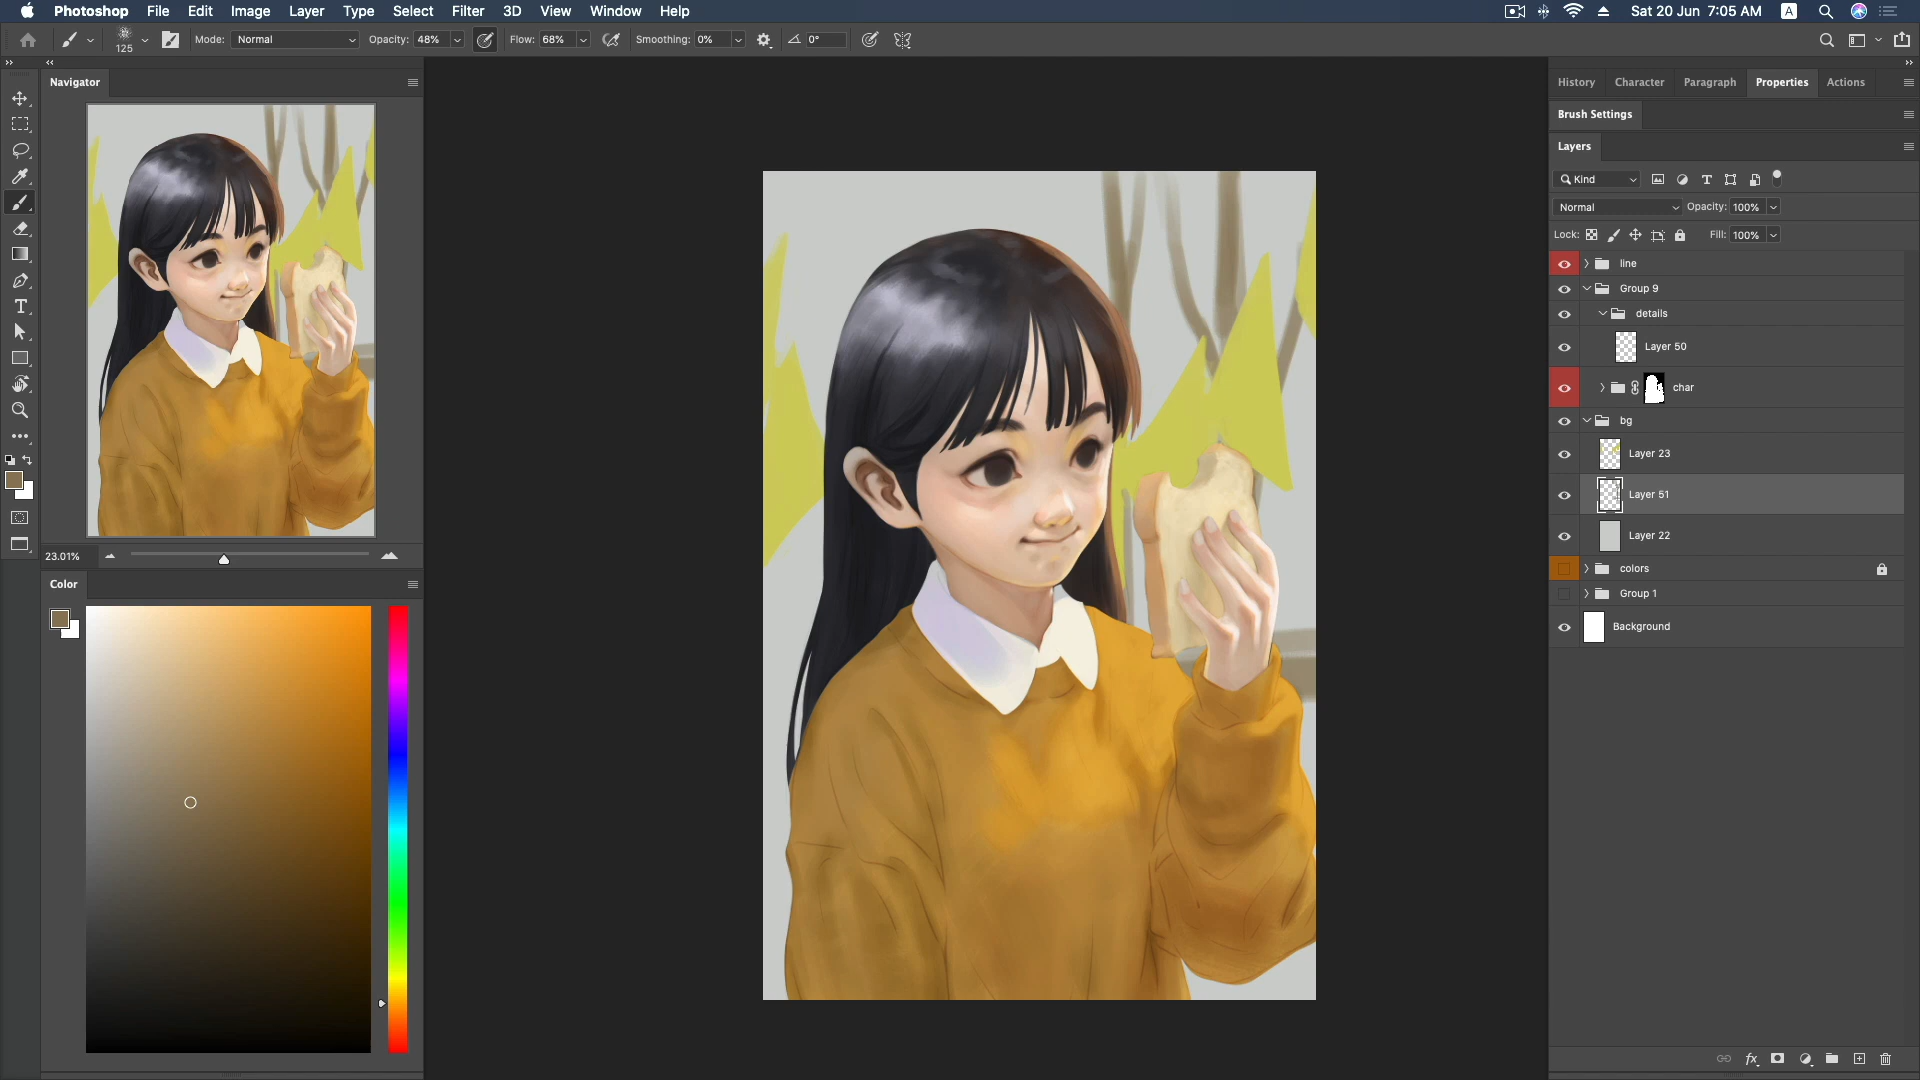 Photoshop File Edit Image Layer Type Select Filter 3D View Window Help Sat 20 Jun 7:05 AM A
125 Mode: Normal Opacity: 48% Flow: 68% Smoothing: 0% 0°
Navigator
23.01%
Color
History Character Paragraph Properties Actions
Brush Settings
Layers
Kind
Normal Opacity: 100%
Lock: Fill: 100%
line
Group 9
details
Layer 50
char
bg
Layer 23
Layer 51
Layer 22
colors
Group 1
Background
fx